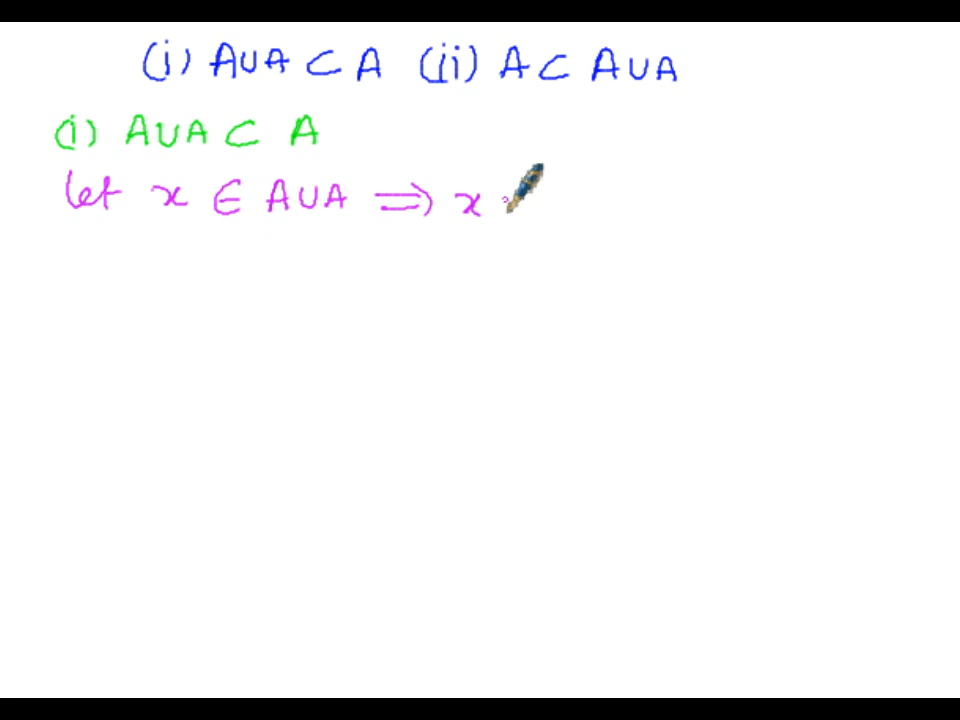 (i) A∪A ⊂ A (ii) A ⊂ A∪A
(i) A∪A ⊂ A
Let x ∈ A∪A ⇒ x